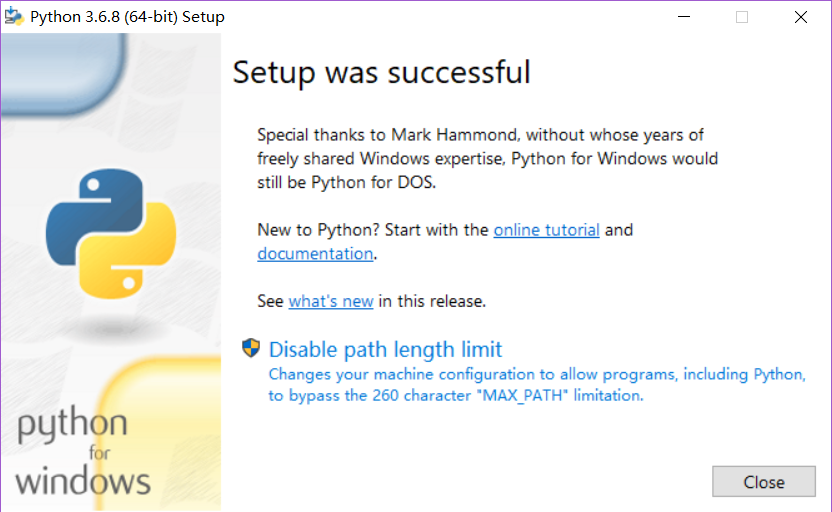 Python 3.6.8 (64-bit) Setup
Setup was successful
Special thanks to Mark Hammond, without whose years of
freely shared Windows expertise, Python for Windows would
still be Python for DOS.
New to Python? Start with the online tutorial and
documentation.
See what's new in this release.
Disable path length limit
Changes your machine configuration to allow programs, including Python,
to bypass the 260 character "MAX_PATH" limitation.
python
for
windows
Close